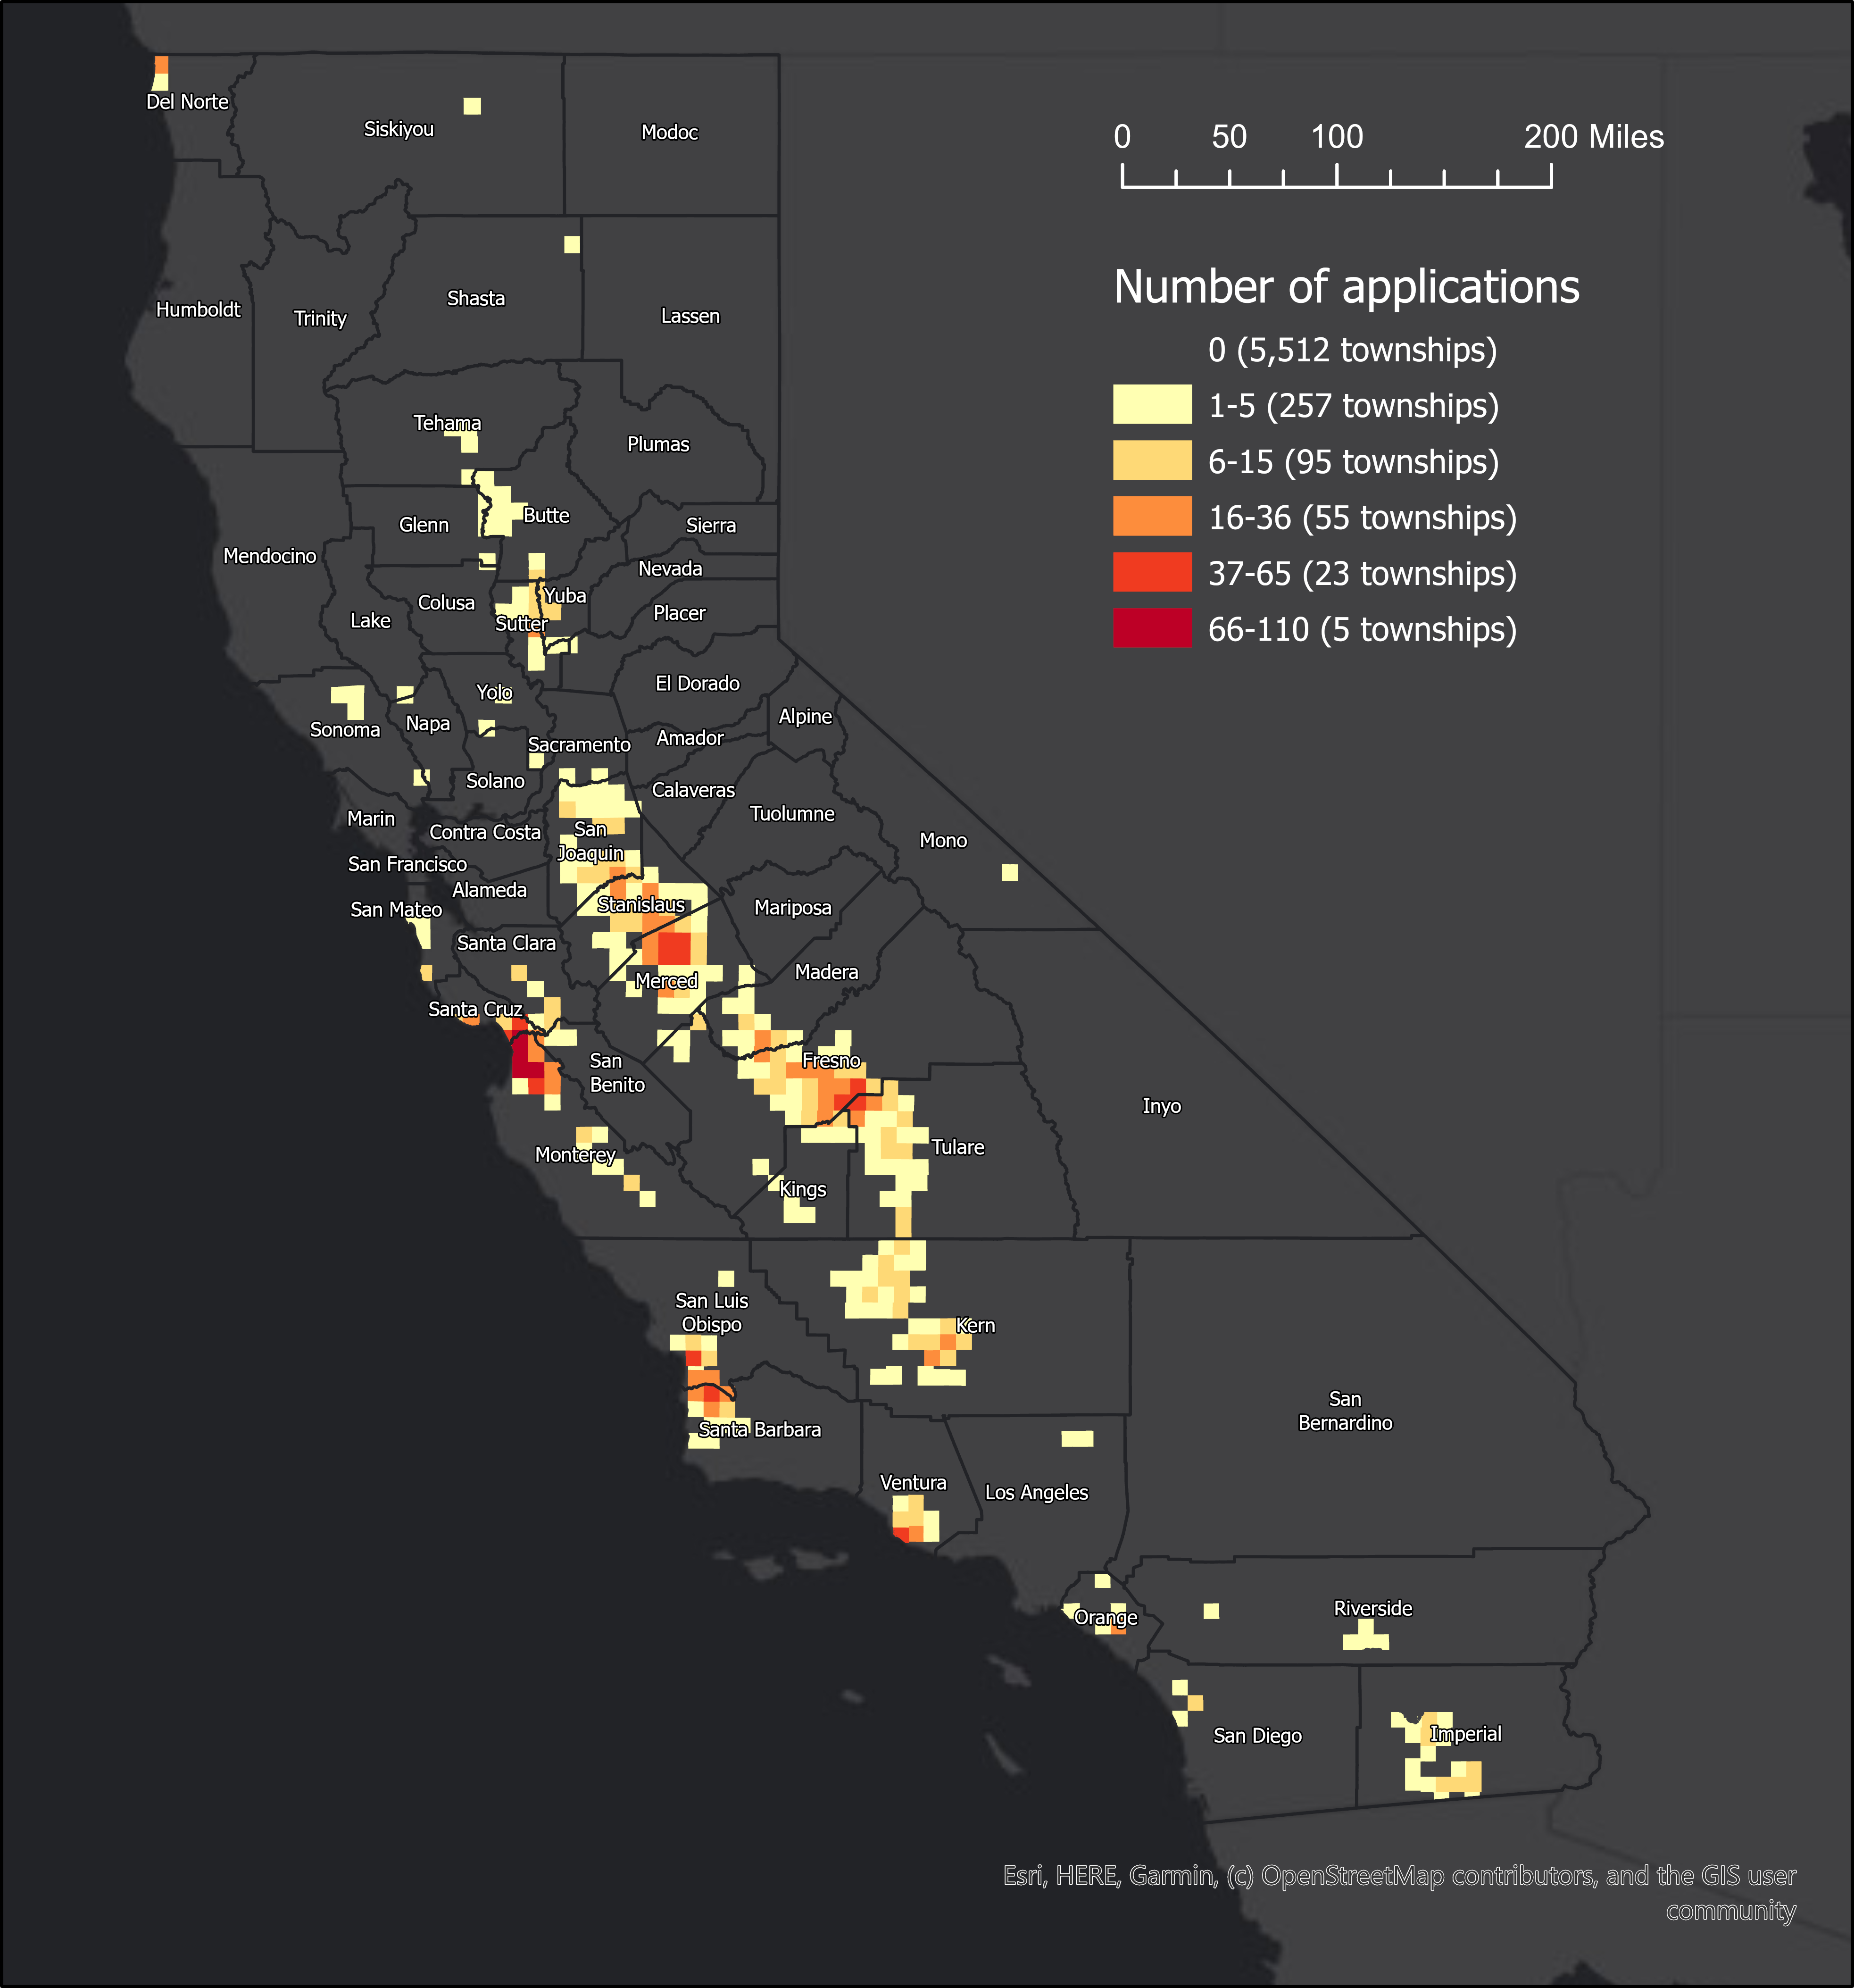 0 50 100 200 Miles
Number of applications
0 (5,512 townships)
1-5 (257 townships)
6-15 (95 townships)
16-36 (55 townships)
37-65 (23 townships)
66-110 (5 townships)
Del Norte
Siskiyou
Modoc
Humboldt
Trinity
Shasta
Lassen
Tehama
Plumas
Glenn
Butte
Sierra
Mendocino
Nevada
Colusa
Yuba
Lake
Sutter
Placer
El Dorado
Yolo
Sonoma
Napa
Alpine
Sacramento
Amador
Solano
Calaveras
Marin
Contra Costa
San
Joaquin
Tuolumne
Mono
San Francisco
Alameda
San Mateo
Stanislaus
Mariposa
Santa Clara
Merced
Madera
Santa Cruz
San
Benito
Fresno
Inyo
Monterey
Tulare
Kings
San Luis
Obispo
Kern
Santa Barbara
San
Bernardino
Ventura
Los Angeles
Orange
Riverside
San Diego
Imperial
Esri, HERE, Garmin, (c) OpenStreetMap contributors, and the GIS user
community